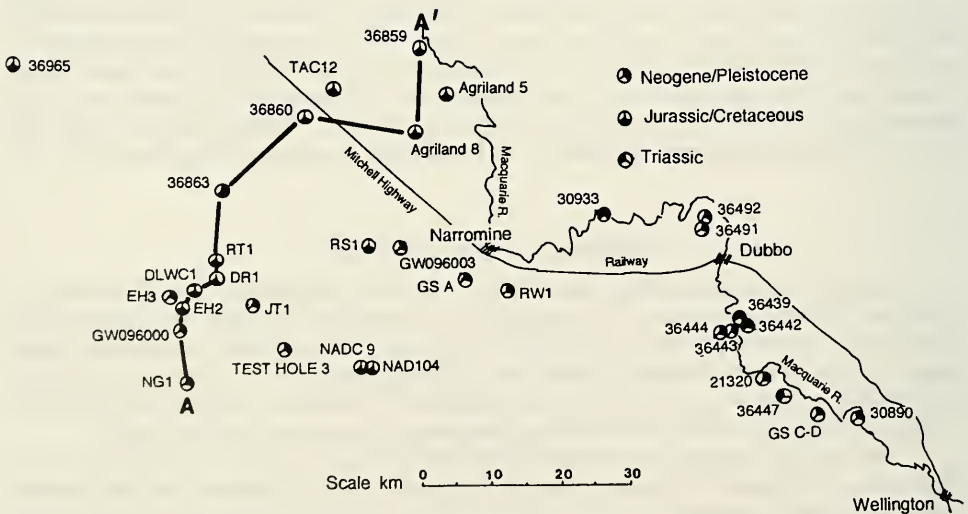 A'
36859
36965
TAC12
Neogene/Pleistocene
Agriland 5
36860
Jurassic/Cretaceous
Agriland 8
Triassic
Mitchell Highway
Macquarie R.
36863
30933
36492
36491
Narromine
RS1
RT1
GW096003
Railway
Dubbo
DLWC1
DR1
GS A
RW1
EH3
EH2
JT1
36439
36444
36442
36443
GW096000
NADC 9
TEST HOLE 3
NAD104
Macquarie R.
NG1
21320
A
36447
30890
GS C-D
Scale km
0 10 20 30
Wellington